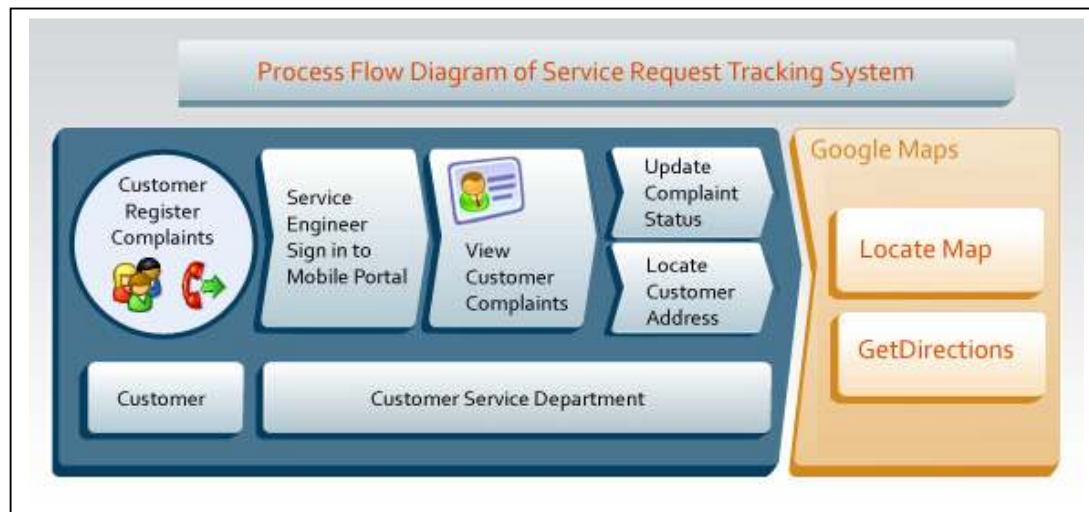 Process Flow Diagram of Service Request Tracking System
Customer
Register
Complaints
Service
Engineer
Sign in to
Mobile Portal
View
Customer
Complaints
Update
Complaint
Status
Locate
Customer
Address
Customer
Customer Service Department
Google Maps
Locate Map
GetDirections